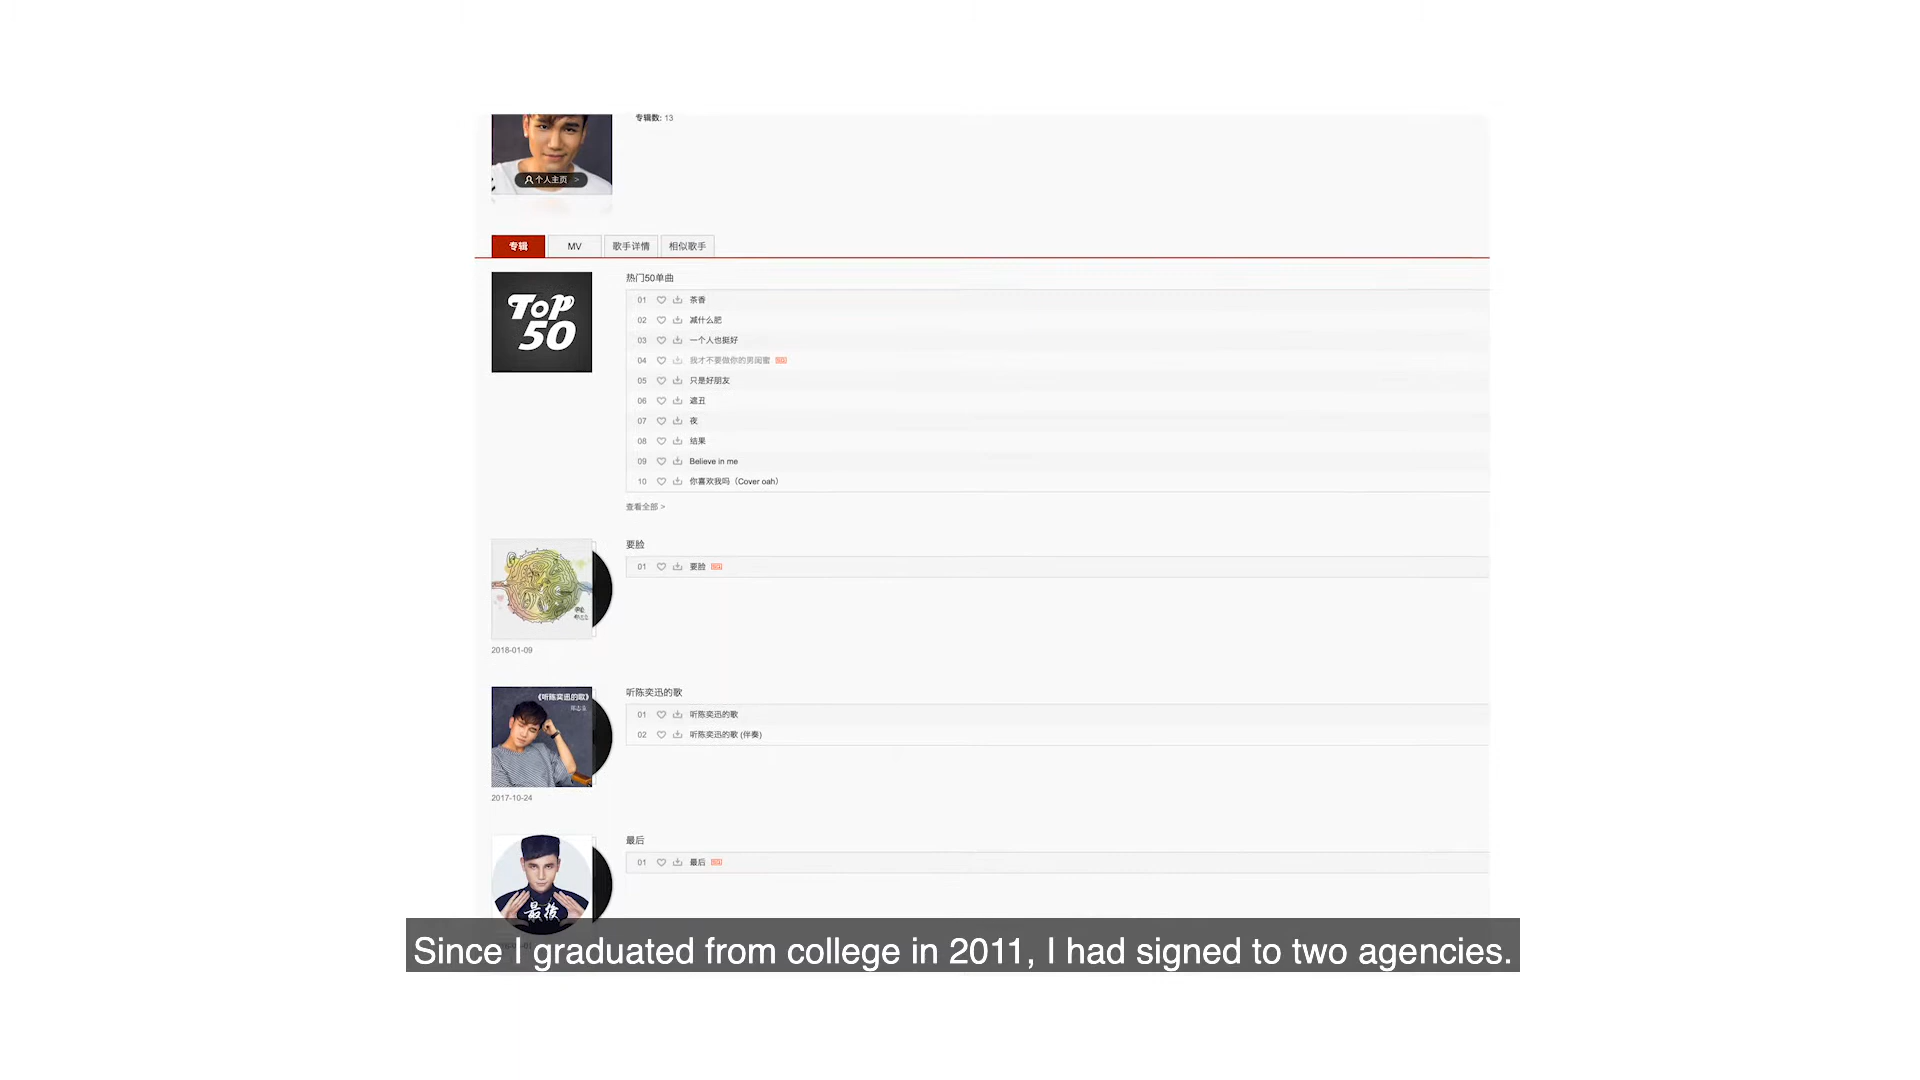 专辑数: 13
个人主页 >
专辑
MV
歌手详情
相似歌手
TOP
50
热门50单曲
01 茶香
02 减什么肥
03 一个人也挺好
04 我才不要做你的男闺蜜
05 只是好朋友
06 遮丑
07 夜
08 结果
09 Believe in me
10 你喜欢我吗（Cover oah）
查看全部 >
要脸
01 要脸
2018-01-09
《听陈奕迅的歌》
听陈奕迅的歌
01 听陈奕迅的歌
02 听陈奕迅的歌 (伴奏)
2017-10-24
最后
01 最后
最後
Since I graduated from college in 2011, I had signed to two agencies.